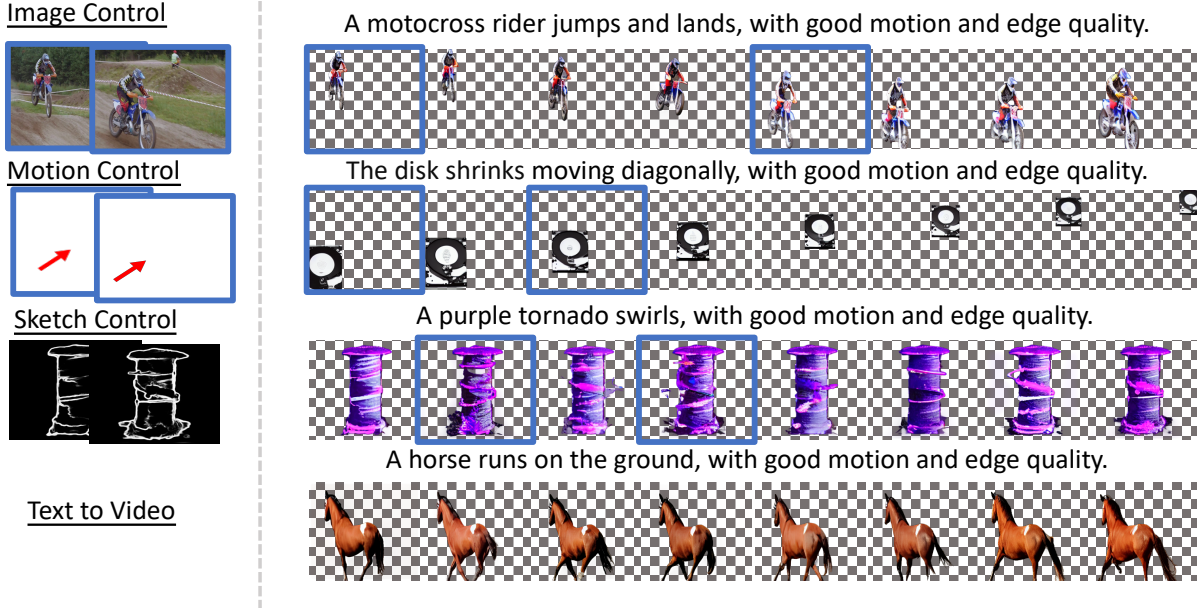 Image Control
A motocross rider jumps and lands, with good motion and edge quality.
Motion Control
The disk shrinks moving diagonally, with good motion and edge quality.
Sketch Control
A purple tornado swirls, with good motion and edge quality.
A horse runs on the ground, with good motion and edge quality.
Text to Video